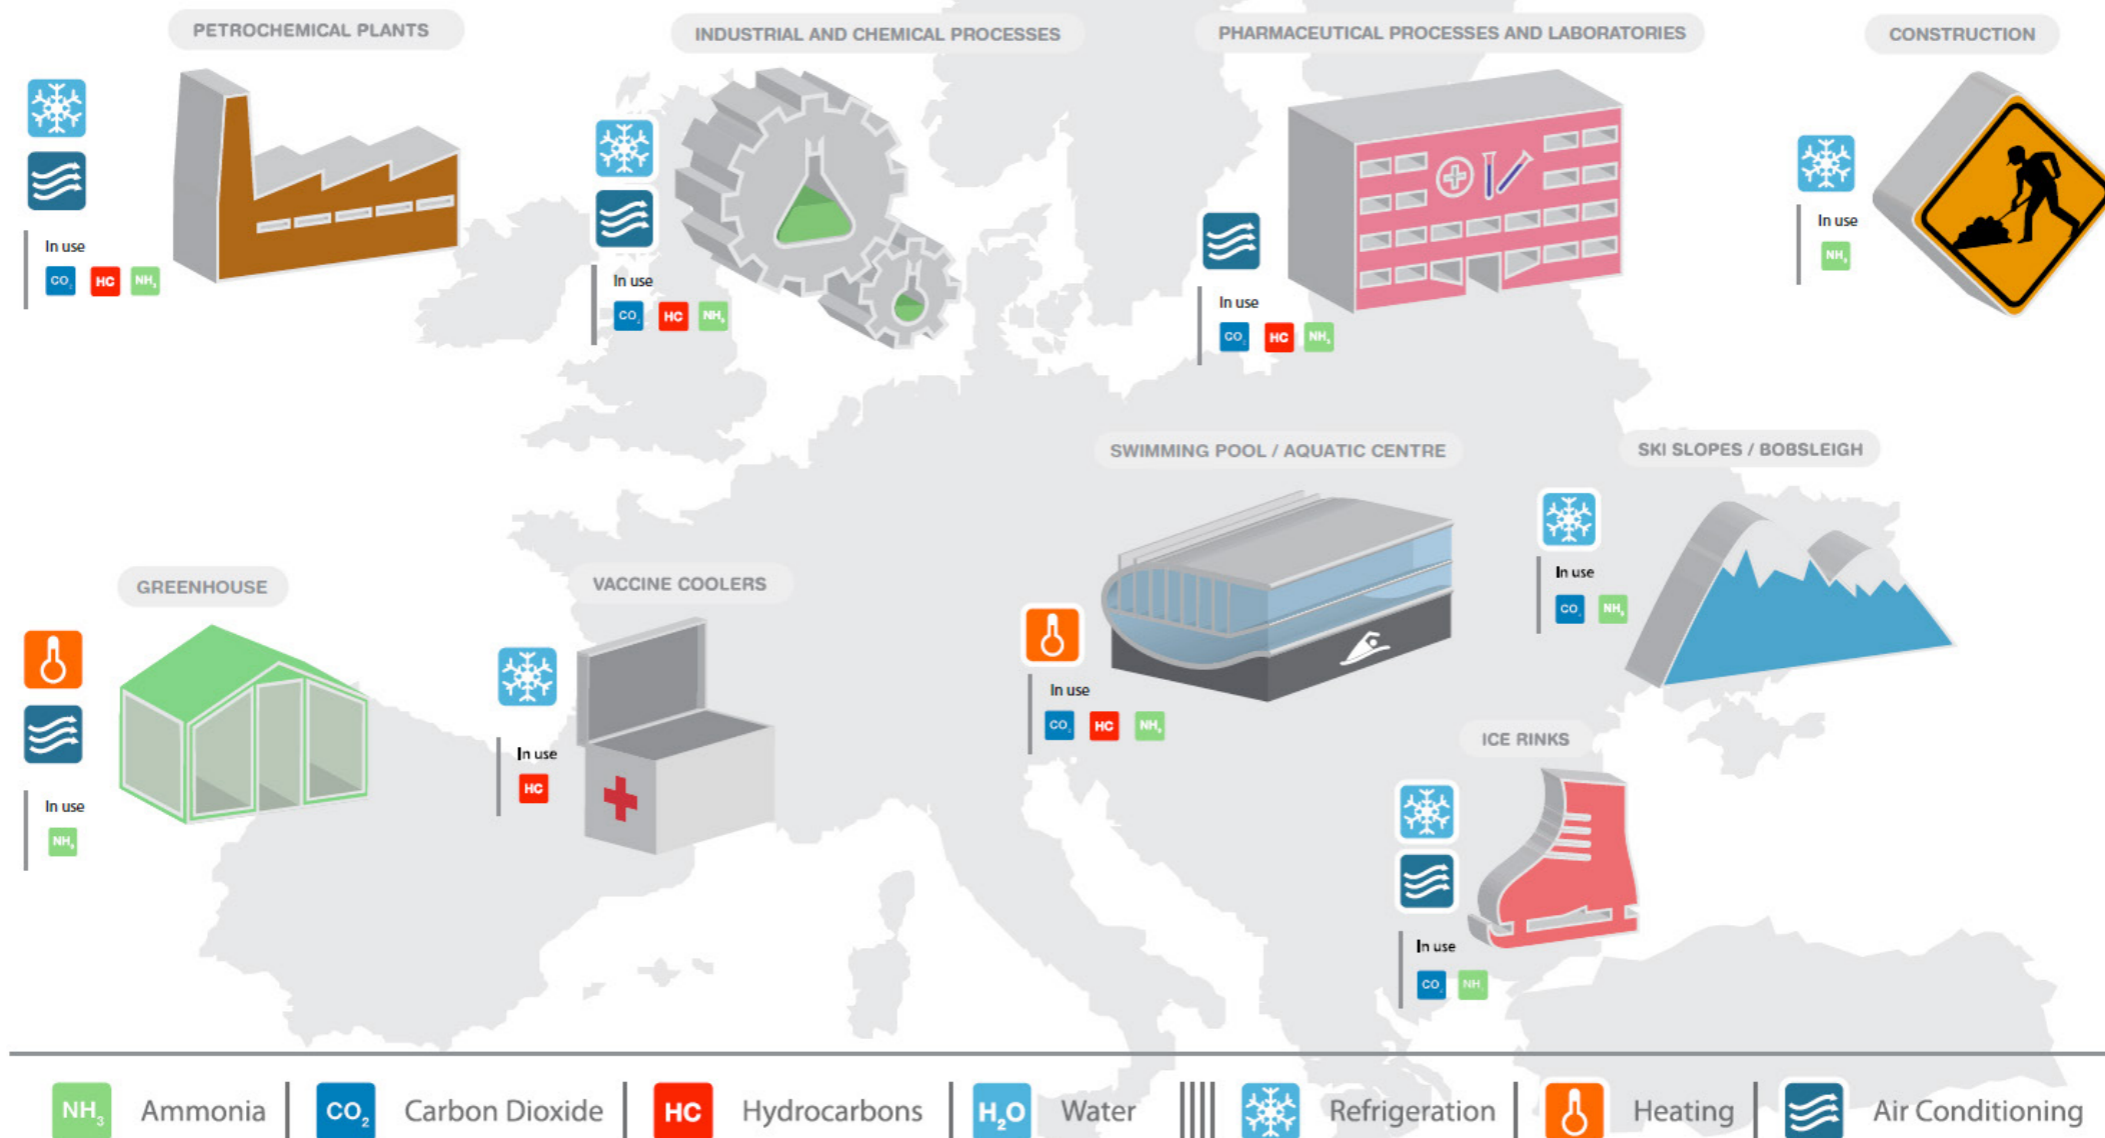 PETROCHEMICAL PLANTS
In use
CO₂ HC NH₃
INDUSTRIAL AND CHEMICAL PROCESSES
In use
CO₂ HC NH₃
PHARMACEUTICAL PROCESSES AND LABORATORIES
In use
CO₂ HC NH₃
CONSTRUCTION
In use
NH₃
GREENHOUSE
In use
NH₃
VACCINE COOLERS
In use
HC
SWIMMING POOL / AQUATIC CENTRE
In use
CO₂ HC NH₃
SKI SLOPES / BOBSLEIGH
In use
CO₂ NH₃
ICE RINKS
In use
CO₂ NH₃
NH₃ Ammonia CO₂ Carbon Dioxide HC Hydrocarbons H₂O Water Refrigeration Heating Air Conditioning